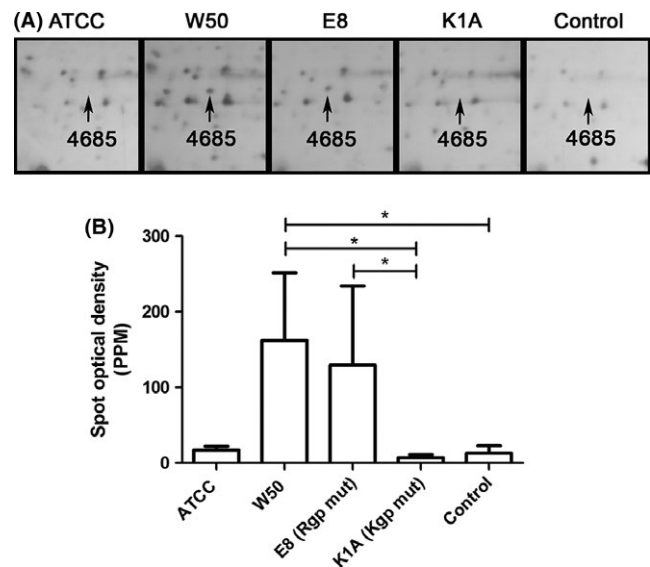 (A) ATCC W50 E8 K1A Control
4685 4685 4685 4685 4685
(B)
* 
*
*
300
200
100
0
Spot optical density
(PPM)
ATCC
W50
E8 (Rgp mut)
K1A (Kgp mut)
Control